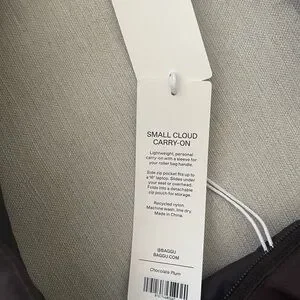 SMALL CLOUD
CARRY-ON
Lightweight, personal
carry-on with a sleeve for
your roller bag handle.
Side zip pocket fits up to
a 16" laptop. Slides under
your seat or overhead.
Folds into a detachable
zip pouch for storage.
Recycled nylon.
Machine wash, line dry.
Made in China.
@BAGGU
BAGGU.COM
Chocolate Plum